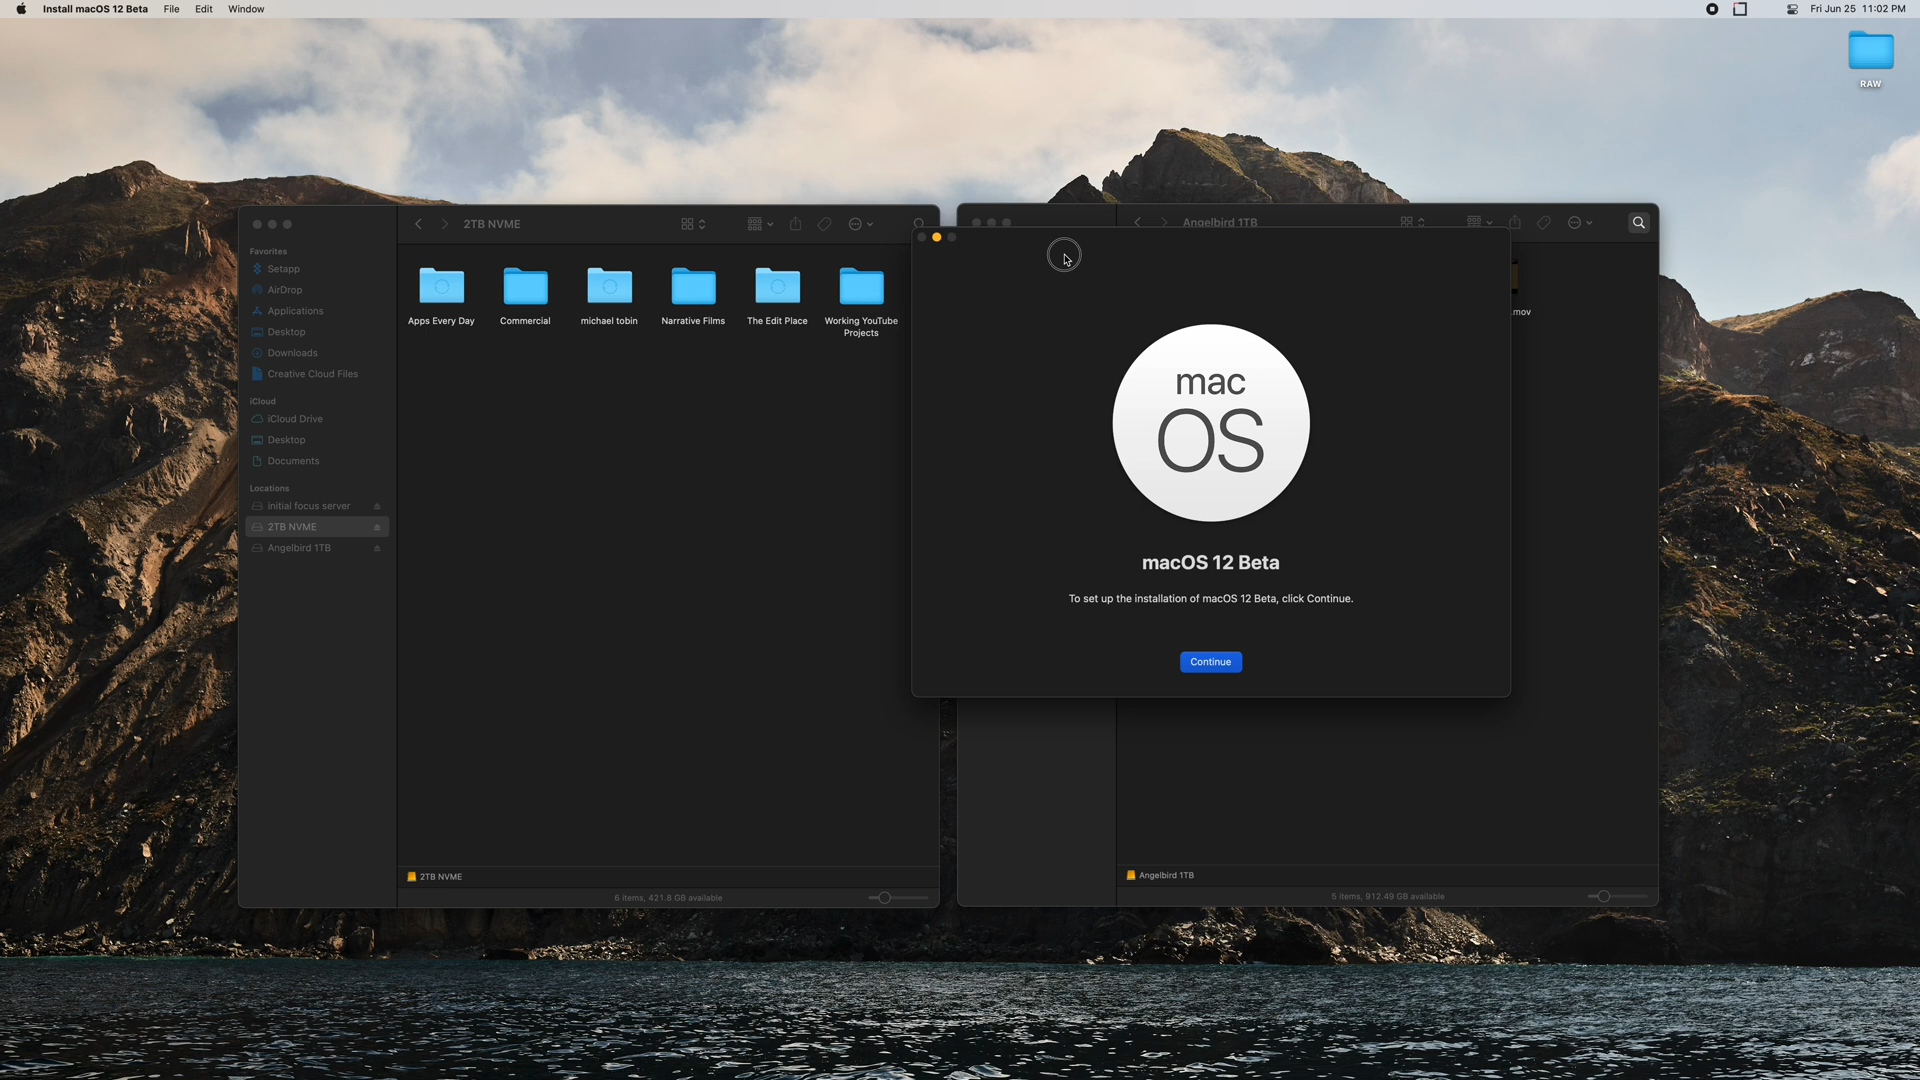 Install macOS 12 Beta File Edit Window
Fri Jun 25 11:02 PM
RAW
2TB NVME
Favorites
Setapp
AirDrop
Applications
Desktop
Downloads
Creative Cloud Files
iCloud
iCloud Drive
Desktop
Documents
Locations
initial focus server
2TB NVME
Angelbird 1TB
Apps Every Day
Commercial
michael tobin
Narrative Films
The Edit Place
Working YouTube
Projects
2TB NVME
6 items, 421.8 GB available
Angelbird 1TB
.mov
mac
OS
macOS 12 Beta
To set up the installation of macOS 12 Beta, click Continue.
Continue
Angelbird 1TB
5 items, 912.49 GB available